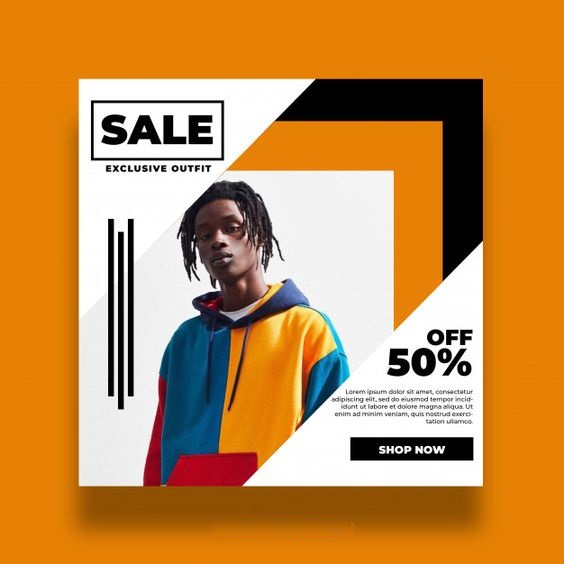 SALE
EXCLUSIVE OUTFIT
OFF
50%
Lorem ipsum dolor sit amet, consectetur
adipiscing elit, sed do eiusmod tempor incid-
idunt ut labore et dolore magna aliqua. Ut
enim ad minim veniam, quis nostrud exerci-
tation ullamco.
SHOP NOW